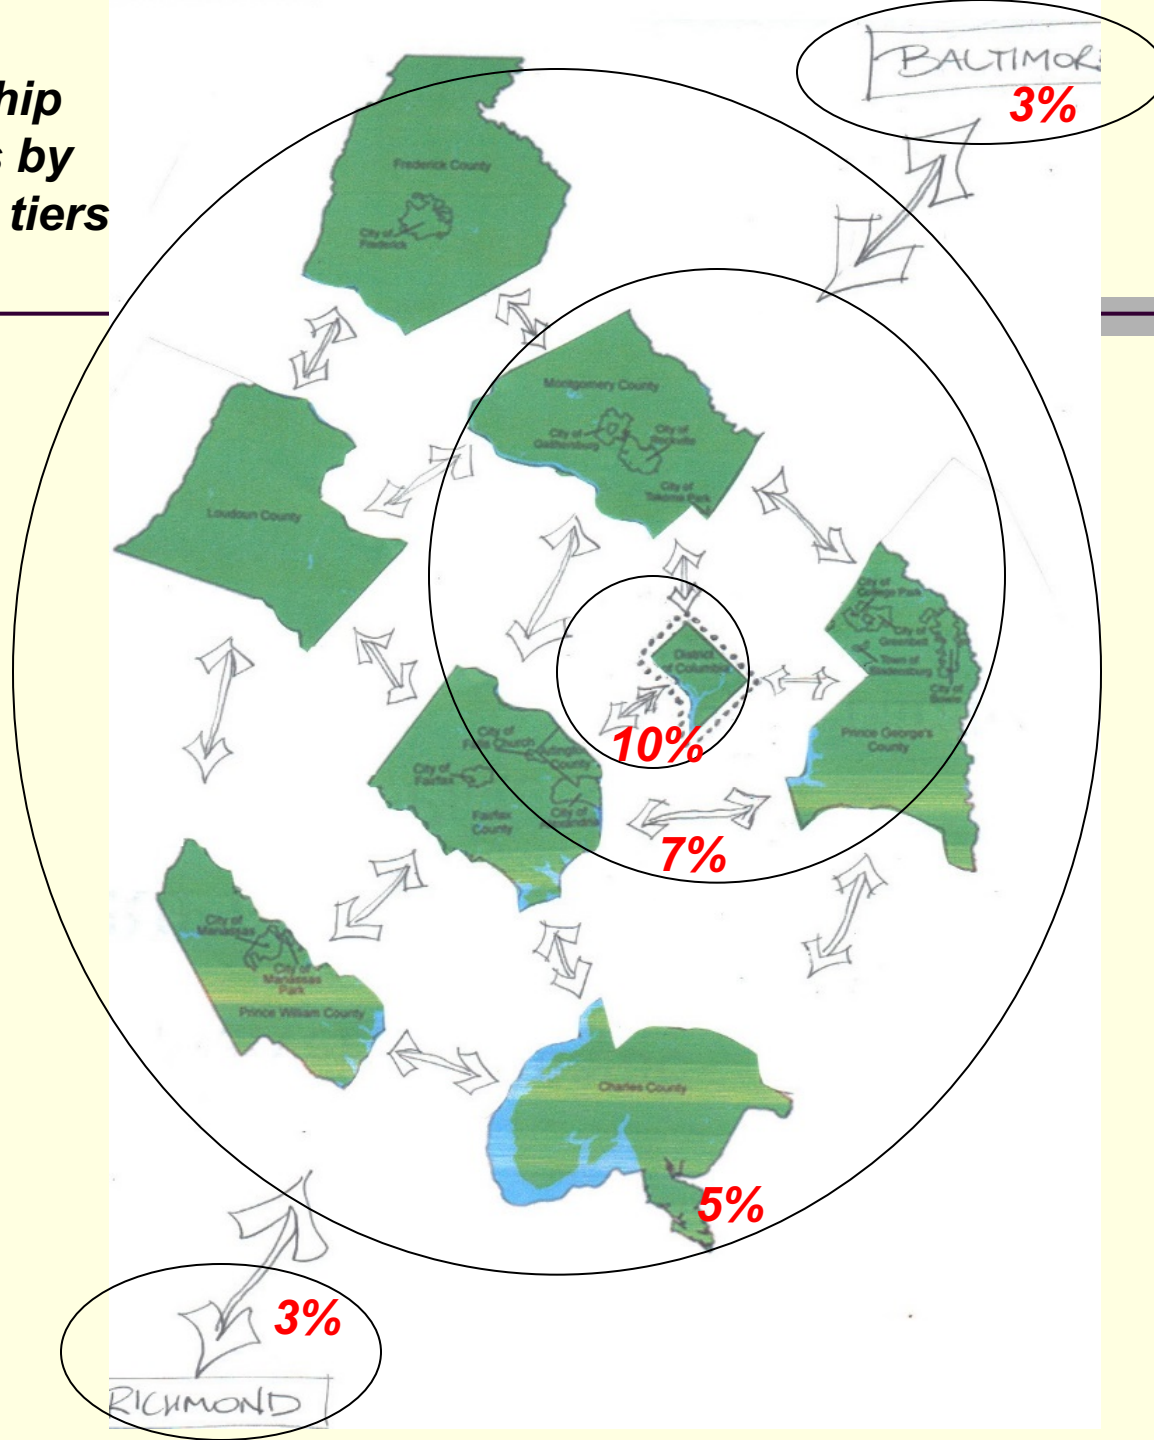 hip
s by
tiers
BALTIMOR
3%
Frederick County
City of
Frederick
Montgomery County
City of
Gaithersburg
City of
Rockville
City of
Takoma Park
Loudoun County
City of
College Park
City of
Greenbelt
Town of
Bladensburg
City of
Bowie
District
of Columbia
Prince George's
County
10%
City of
Falls Church
Arlington
County
City of
Fairfax
Fairfax
County
City of
Alexandria
7%
City of
Manassas
City of
Manassas
Park
Prince William County
Charles County
5%
3%
RICHMOND